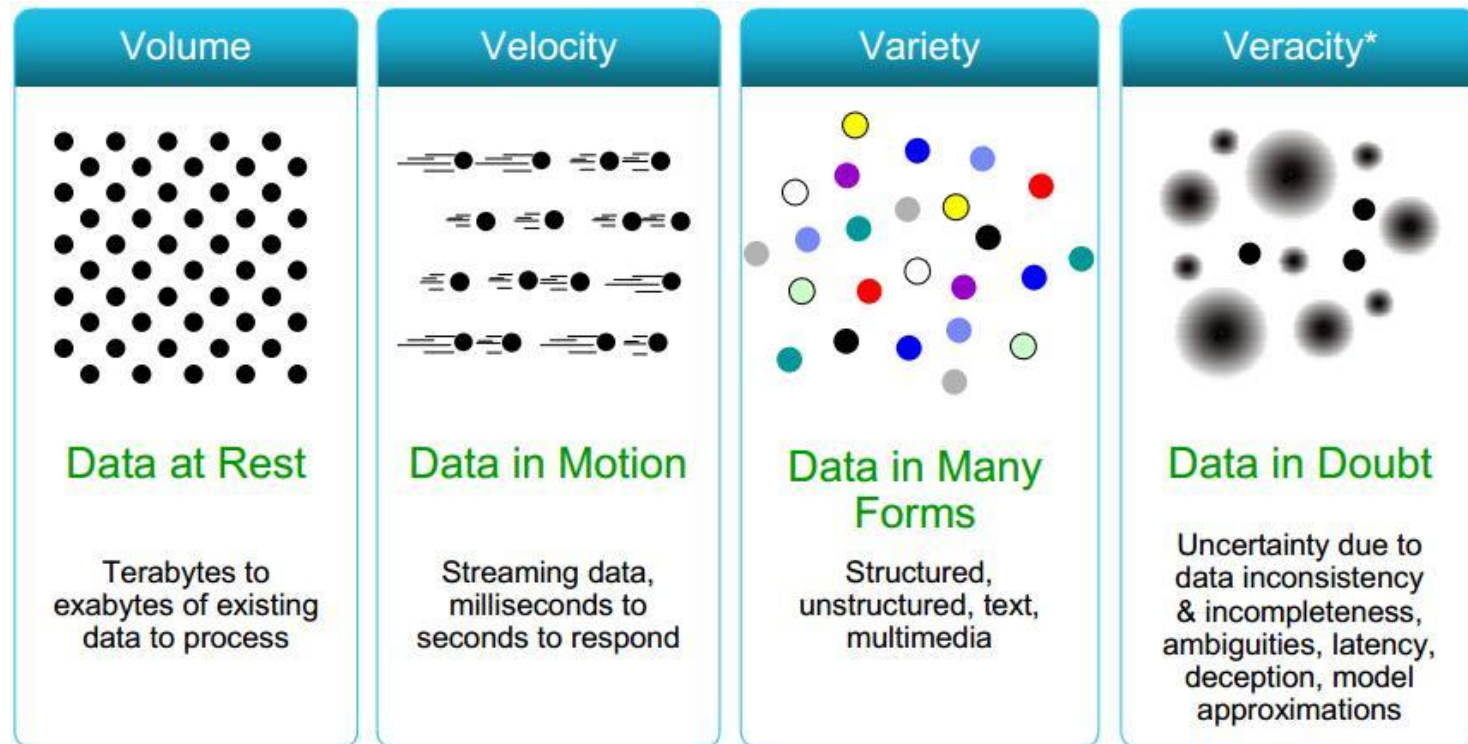 Volume
Data at Rest
Terabytes to
exabytes of existing
data to process
Velocity
Data in Motion
Streaming data,
milliseconds to
seconds to respond
Variety
Data in Many
Forms
Structured,
unstructured, text,
multimedia
Veracity*
Data in Doubt
Uncertainty due to
data inconsistency
& incompleteness,
ambiguities, latency,
deception, model
approximations